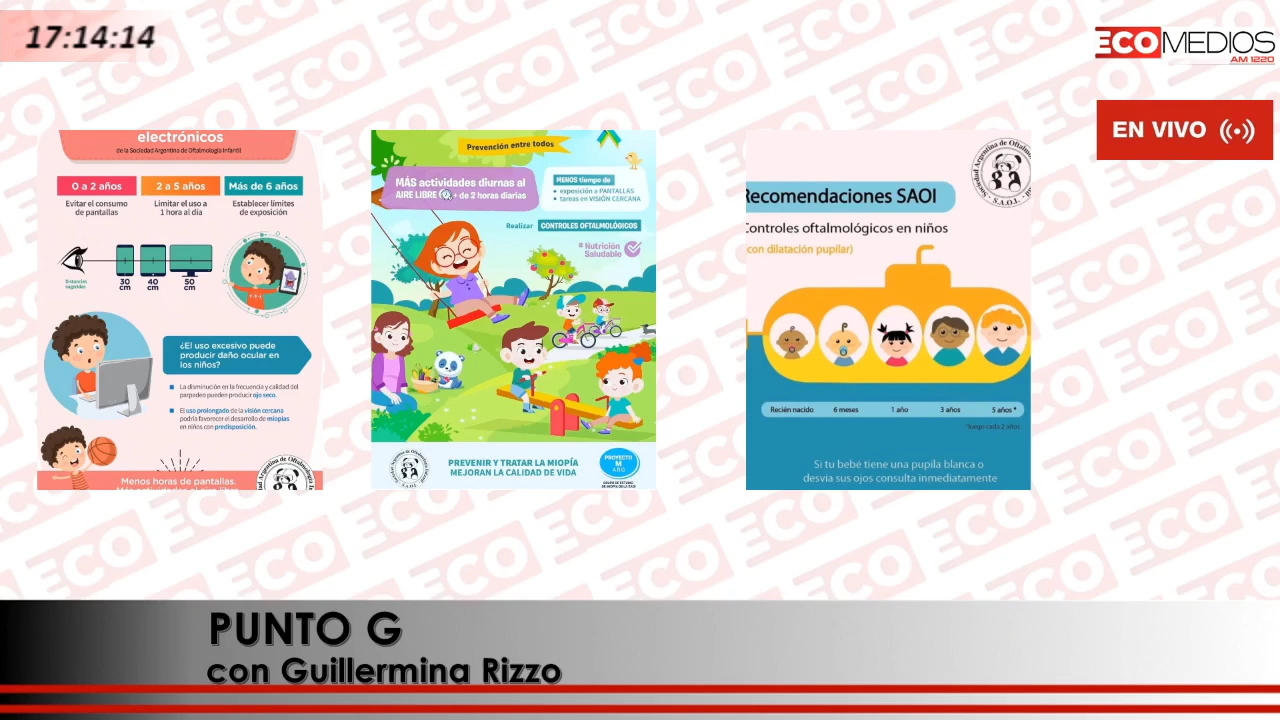 17:14:14
ECOMEDIOS
AM 1220
EN VIVO
electrónicos
de la Sociedad Argentina de Oftalmología Infantil
0 a 2 años
2 a 5 años
Más de 6 años
Evitar el consumo
de pantallas
Limitar el uso a
1 hora al día
Establecer límites
de exposición
Distancias
sugeridas
30
cm
40
cm
50
cm
¿El uso excesivo puede
producir daño ocular en
los niños?
La disminución en la frecuencia y calidad del
parpadeo pueden producir ojo seco.
El uso prolongado de la visión cercana
podría favorecer el desarrollo de miopías
en niños con predisposición.
Menos horas de pantallas.
Prevención entre todos
MÁS actividades diurnas al
AIRE LIBRE + de 2 horas diarias
MENOS tiempo de
exposición a PANTALLAS
tareas en VISIÓN CERCANA
Realizar CONTROLES OFTALMOLÓGICOS
# Nutrición
Saludable
PREVENIR Y TRATAR LA MIOPÍA
MEJORAN LA CALIDAD DE VIDA
PROYECTO
M
Recomendaciones SAOI
Controles oftalmológicos en niños
con dilatación pupilar)
Recién nacido
6 meses
1 año
3 años
5 años *
*luego cada 2 años
Si tu bebé tiene una pupila blanca o
desvía sus ojos consulta inmediatamente
PUNTO G
con Guillermina Rizzo